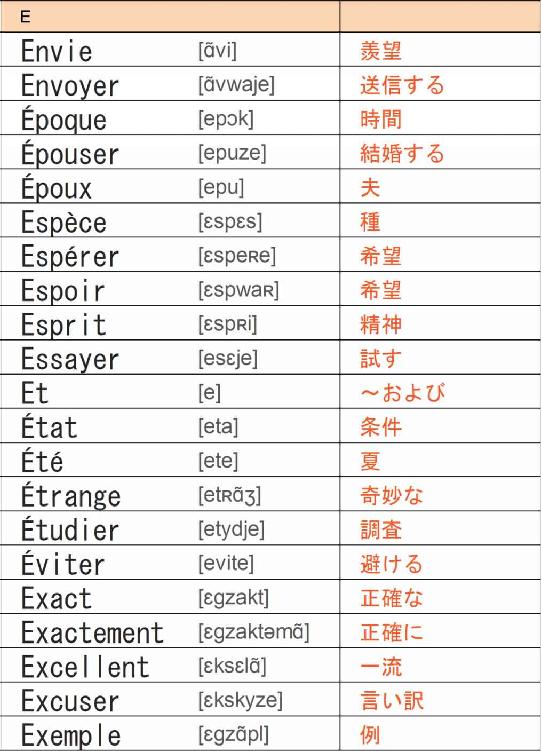 E
Envie [ɑ̃vi] 羨望
Envoyer [ɑ̃vwaje] 送信する
Époque [epɔk] 時間
Épouser [epuze] 結婚する
Époux [epu] 夫
Espèce [ɛspɛs] 種
Espérer [ɛspeʀe] 希望
Espoir [ɛspwaʀ] 希望
Esprit [ɛspʀi] 精神
Essayer [esɛje] 試す
Et [e] ～および
État [eta] 条件
Été [ete] 夏
Étrange [etʀɑ̃ʒ] 奇妙な
Étudier [etydje] 調査
Éviter [evite] 避ける
Exact [ɛgzakt] 正確な
Exactement [ɛgzaktəmɑ̃] 正確に
Excellent [ɛksɛlɑ̃] 一流
Excuser [ɛkskyze] 言い訳
Exemple [ɛgzɑ̃pl] 例